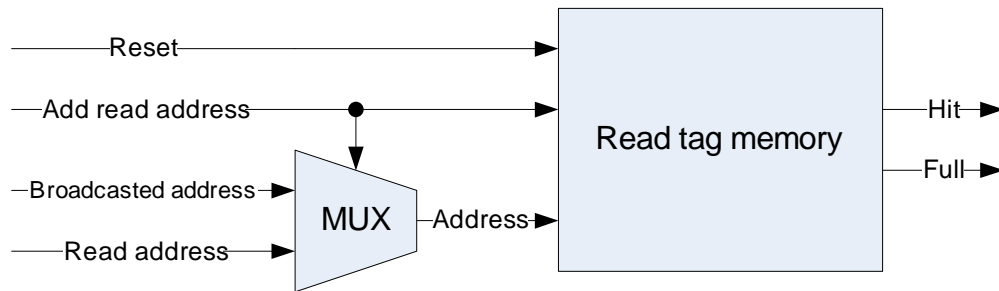 Reset
Add read address
Broadcasted address
Read address
MUX
Address
Read tag memory
Hit
Full